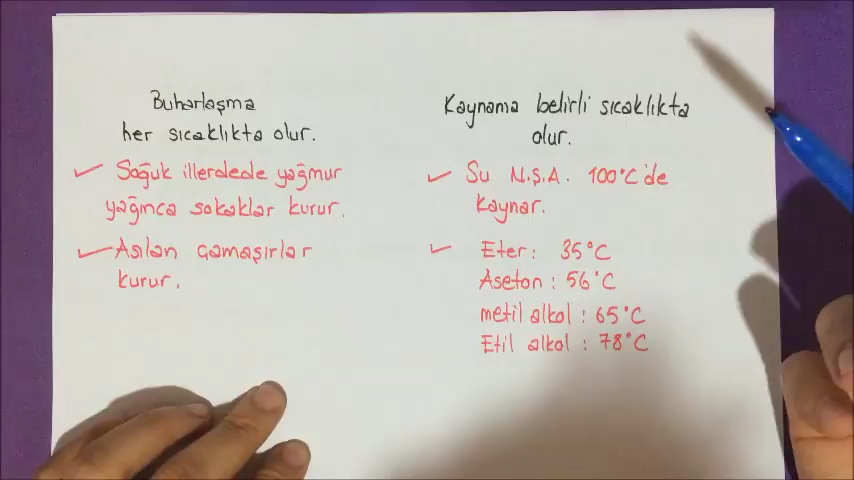 Buharlaşma
her sıcaklıkta olur.
✓ Soğuk illerdede yağmur
yağınca sokaklar kurur.
✓ Asılan çamaşırlar
kurur.
Kaynama belirli sıcaklıkta
olur.
✓ Su N.Ş.A. 100°C'de
kaynar.
✓ Eter: 35°C
Aseton: 56°C
metil alkol: 65°C
Etil alkol: 78°C